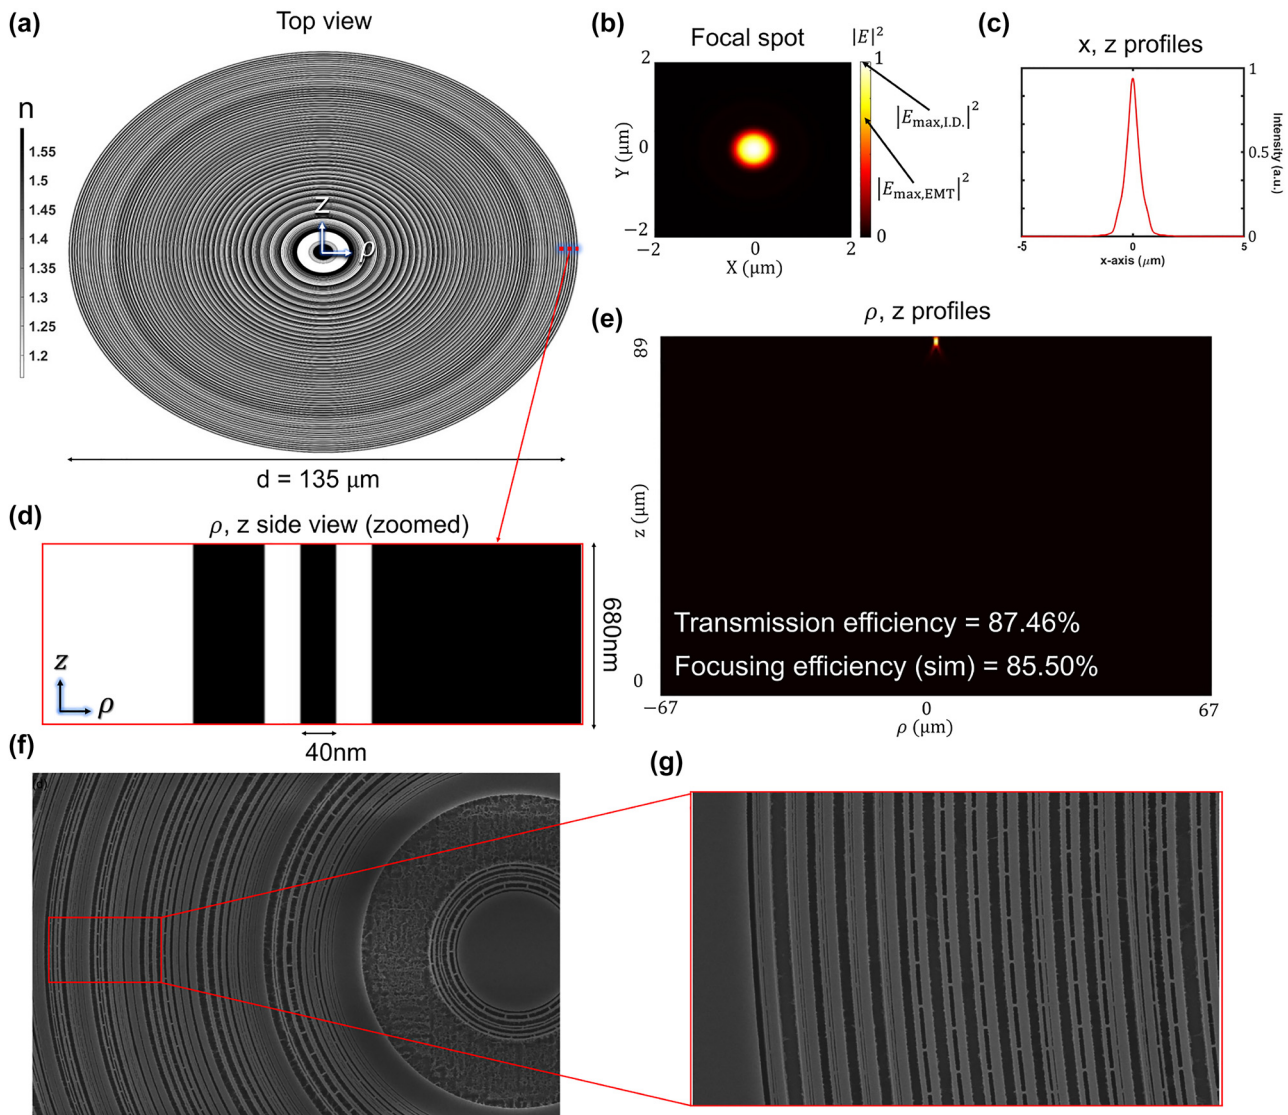 (a)
Top view
n
1.55
1.5
1.45
1.4
1.35
1.3
1.25
1.2
z
ρ
d = 135 μm
(b)
Focal spot
|E|²
2
0
−2
Y (μm)
−2
0
2
X (μm)
1
0
|E_max,I.D.|²
|E_max,EMT|²
(c)
x, z profiles
1
0.5
0
Intensity (a.u.)
-5
0
5
x-axis (μm)
(d)
ρ, z side view (zoomed)
z
ρ
680nm
40nm
(e)
ρ, z profiles
89
z (μm)
0
Transmission efficiency = 87.46%
Focusing efficiency (sim) = 85.50%
−67
0
67
ρ (μm)
(f)
(g)